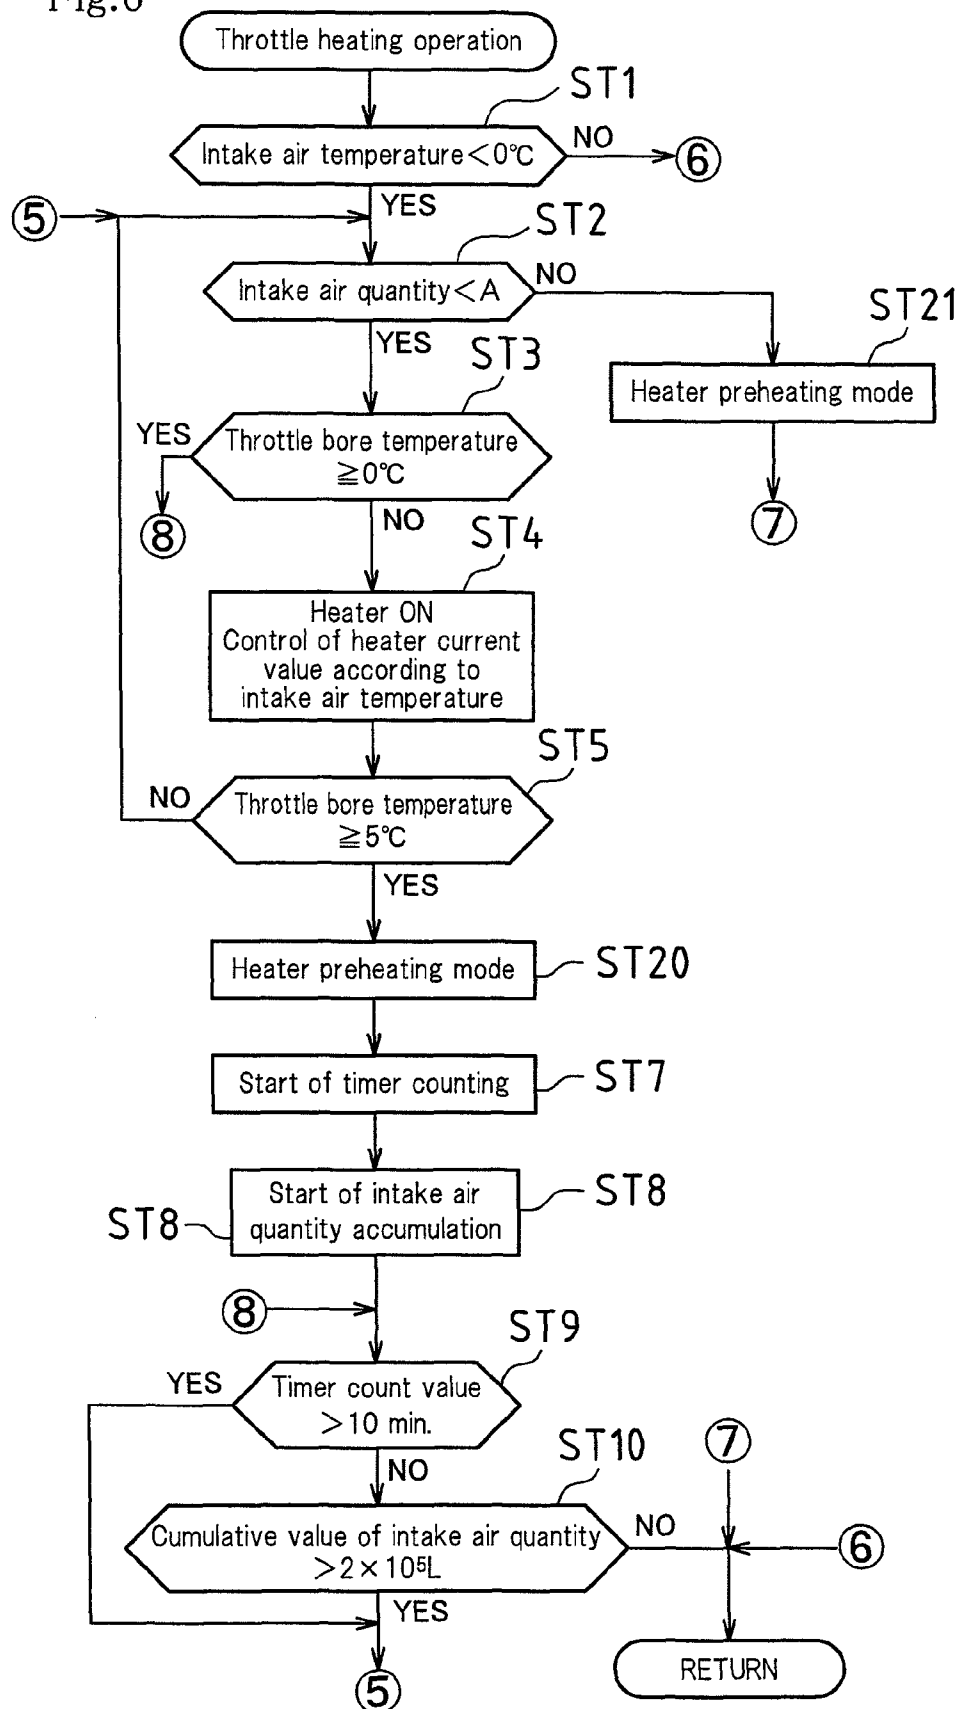 Fig.6
Throttle heating operation
ST1
Intake air temperature<0℃
NO
⑥
YES
⑤
ST2
Intake air quantity<A
NO
ST21
YES
ST3
Heater preheating mode
YES
Throttle bore temperature
≧0℃
⑦
⑧
NO
ST4
Heater ON
Control of heater current
value according to
intake air temperature
ST5
NO
Throttle bore temperature
≧5℃
YES
Heater preheating mode
ST20
Start of timer counting
ST7
Start of intake air
quantity accumulation
ST8
ST8
⑧
ST9
YES
Timer count value
>10 min.
NO
ST10
⑦
Cumulative value of intake air quantity
>2×10⁵L
NO
⑥
YES
RETURN
⑤